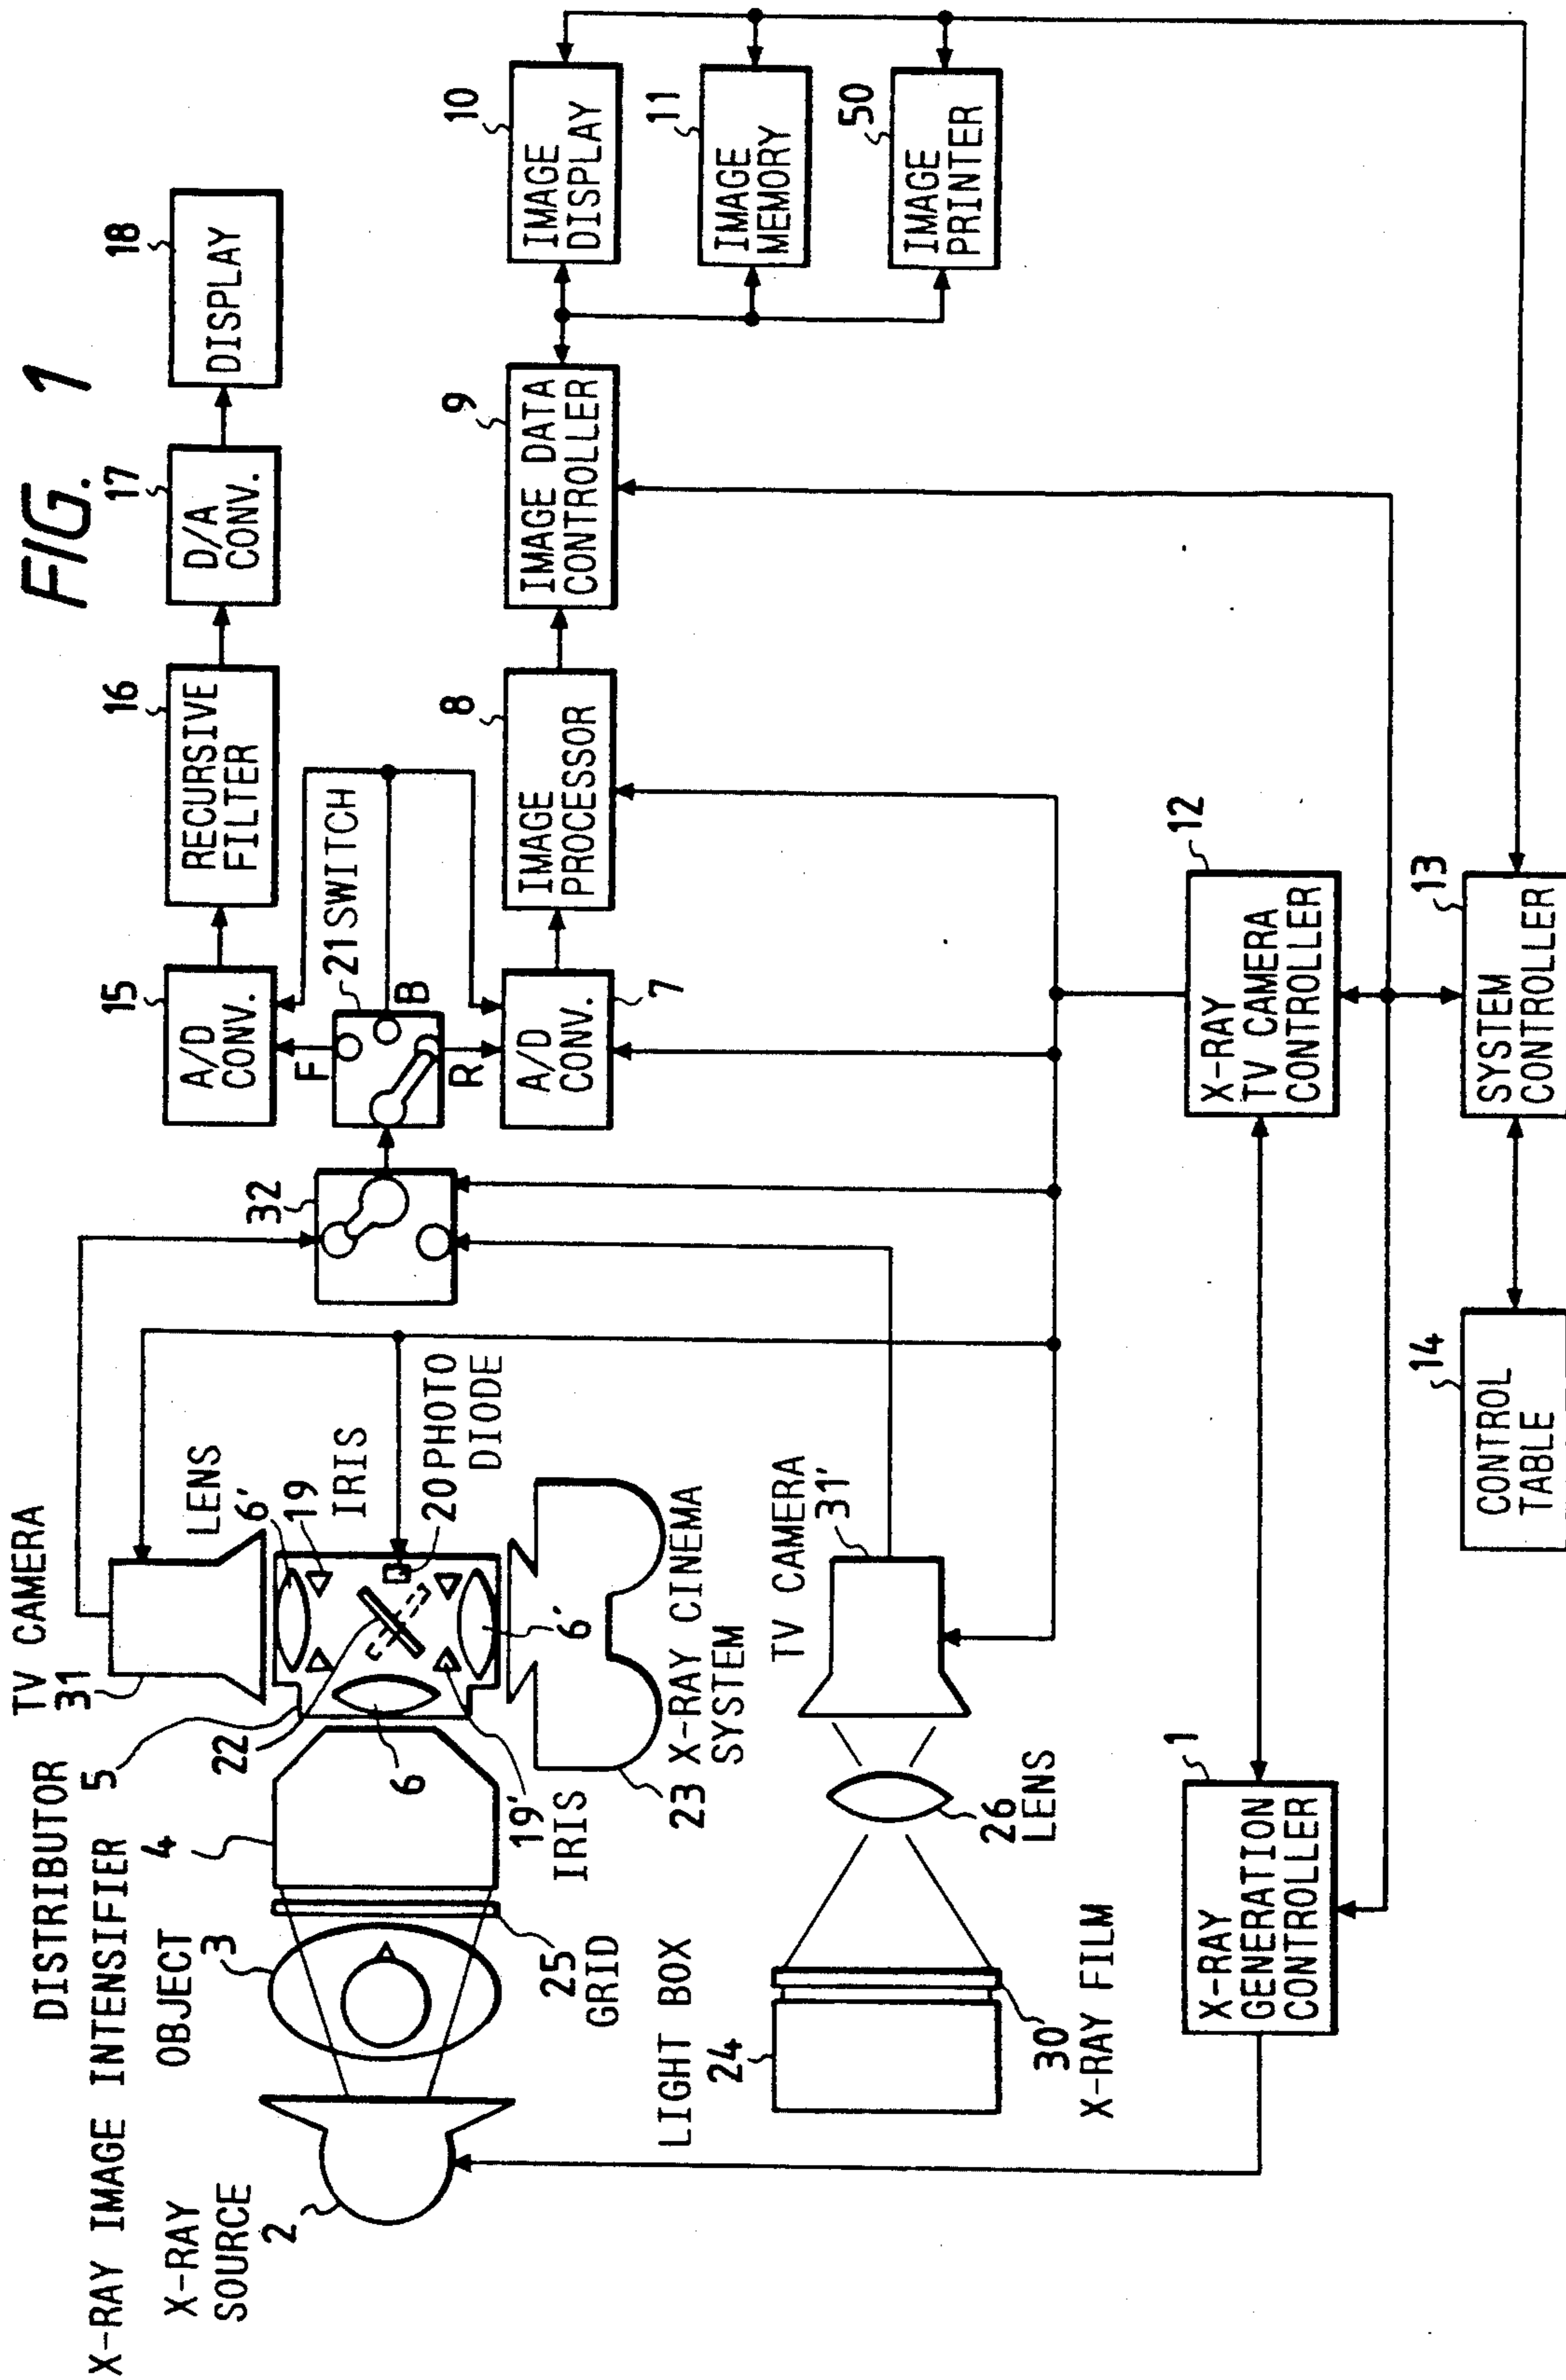 FIG. 1
TV CAMERA
31
LENS
6'
19
IRIS
20 PHOTO
DIODE
DISTRIBUTOR
5
22
X-RAY IMAGE INTENSIFIER
4
6
6'
19'
IRIS
OBJECT
3
25
GRID
X-RAY
SOURCE
2
23 X-RAY CINEMA
SYSTEM
32
21 SWITCH
F
B
R
15
A/D
CONV.
16
RECURSIVE
FILTER
17
D/A
CONV.
18
DISPLAY
7
A/D
CONV.
8
IMAGE
PROCESSOR
9
IMAGE DATA
CONTROLLER
10
IMAGE
DISPLAY
11
IMAGE
MEMORY
50
IMAGE
PRINTER
LIGHT BOX
24
30'
X-RAY FILM
26
LENS
TV CAMERA
31'
1
X-RAY
GENERATION
CONTROLLER
12
X-RAY
TV CAMERA
CONTROLLER
13
SYSTEM
CONTROLLER
14
CONTROL
TABLE